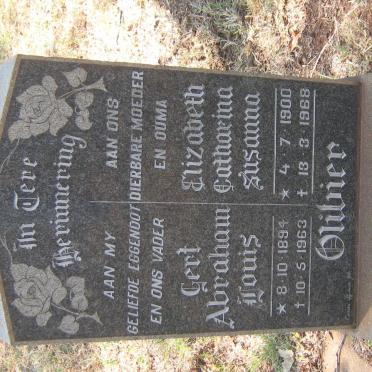 In Tere
Herinnering
AAN MY
GELIEFDE EGGENOOT
EN ONS VADER
Gert
Abraham
Louis
★ 8·10·1894
† 10·5·1963
AAN ONS
DIERBARE MOEDER
EN OUMA
Elizabeth
Catharina
Susanna
★ 4·7·1900
† 18·3·1968
Olivier